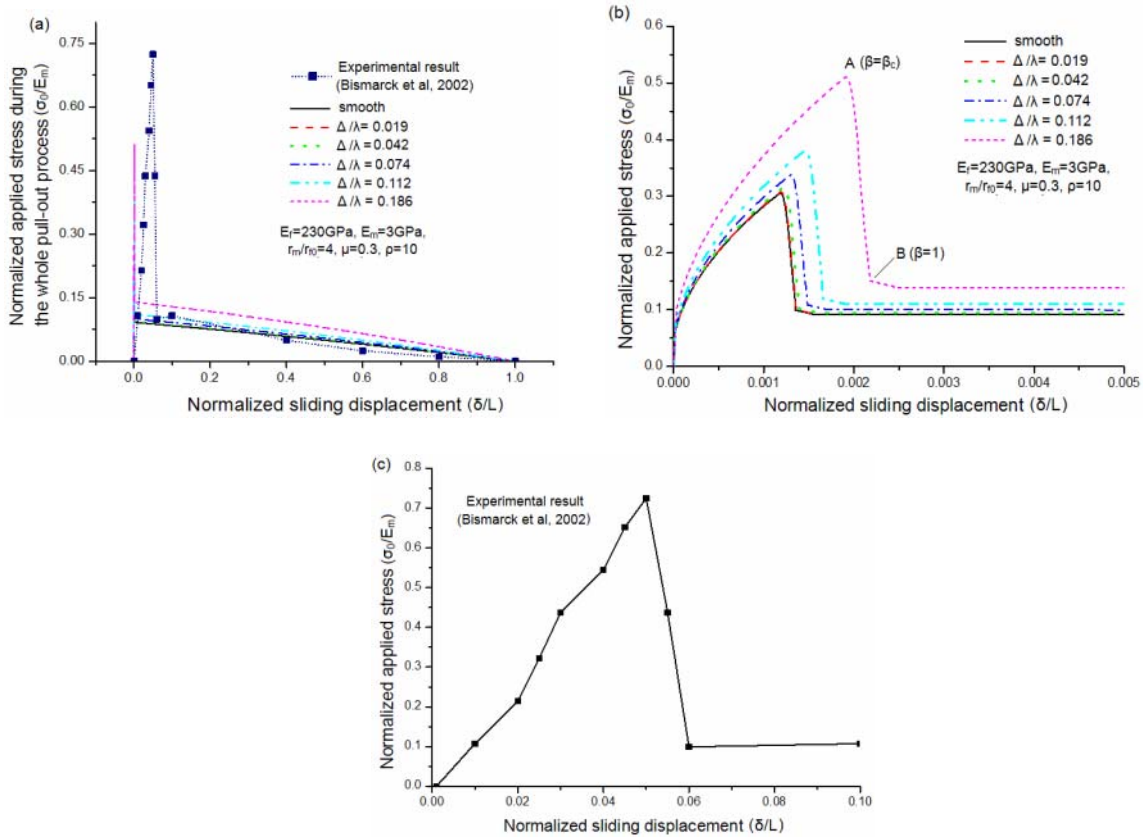 (a)
Normalized applied stress during
the whole pull-out process (σ₀/Eₘ)
0.75
0.60
0.45
0.30
0.15
0.00
Experimental result
(Bismarck et al, 2002)
smooth
Δ/λ= 0.019
Δ/λ = 0.042
Δ/λ = 0.074
Δ/λ = 0.112
Δ/λ = 0.186
E_f=230GPa, Eₘ=3GPa,
rₘ/r_f0=4, μ=0.3, ρ=10
0.0 0.2 0.4 0.6 0.8 1.0
Normalized sliding displacement (δ/L)
(b)
Normalized applied stress (σ₀/Eₘ)
0.6
0.5
0.4
0.3
0.2
0.1
0.0
A (β=β_c)
B (β=1)
smooth
Δ/λ = 0.019
Δ/λ = 0.042
Δ/λ = 0.074
Δ/λ = 0.112
Δ/λ = 0.186
E_f=230GPa, Eₘ=3GPa,
rₘ/r_f0=4, μ=0.3, ρ=10
0.000 0.001 0.002 0.003 0.004 0.005
Normalized sliding displacement (δ/L)
(c)
Normalized applied stress (σ₀/Eₘ)
0.8
0.7
0.6
0.5
0.4
0.3
0.2
0.1
0.0
Experimental result
(Bismarck et al, 2002)
0.00 0.02 0.04 0.06 0.08 0.10
Normalized sliding displacement (δ/L)